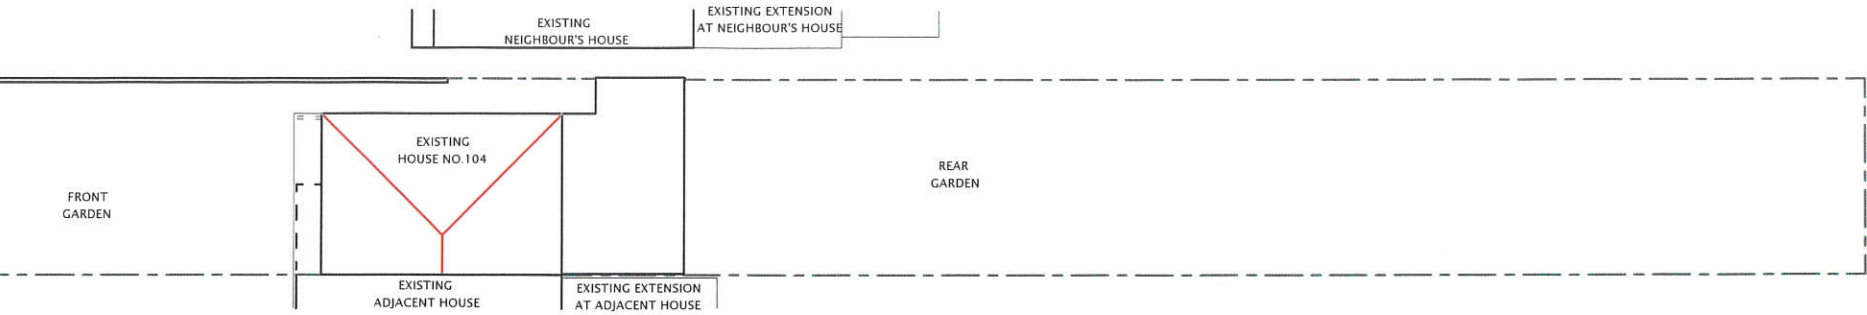 EXISTING
NEIGHBOUR'S HOUSE
EXISTING EXTENSION
AT NEIGHBOUR'S HOUSE
EXISTING
HOUSE NO.104
FRONT
GARDEN
REAR
GARDEN
EXISTING
ADJACENT HOUSE
EXISTING EXTENSION
AT ADJACENT HOUSE